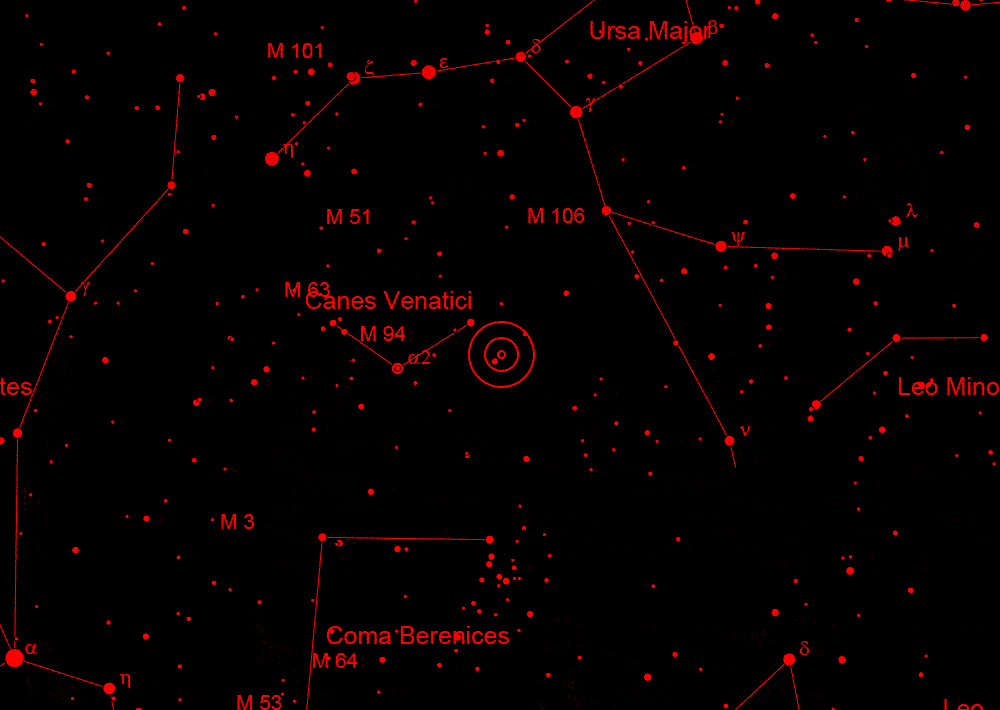 Ursa Major β
M 101
δ
ζ
ε
γ
η
λ
M 51
M 106
ψ
μ
γ
M 63
Canes Venatici
M 94
α2
tes
Leo Mino
ν
M 3
Coma Berenices
α
δ
M 64
η
M 53
Leo